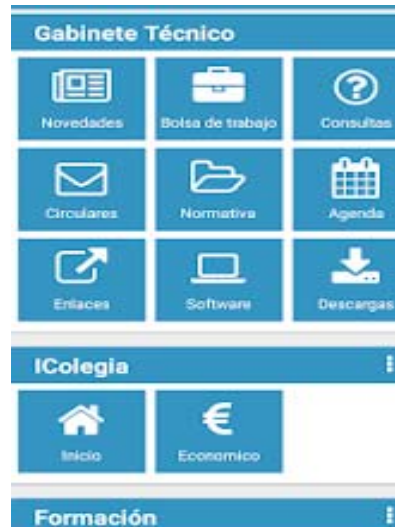 Gabinete Técnico
Novedades
Bolsa de trabajo
Consultas
Circulares
Normativa
Agenda
Enlaces
Software
Descargas
IColegia
Inicio
Economico
Formación